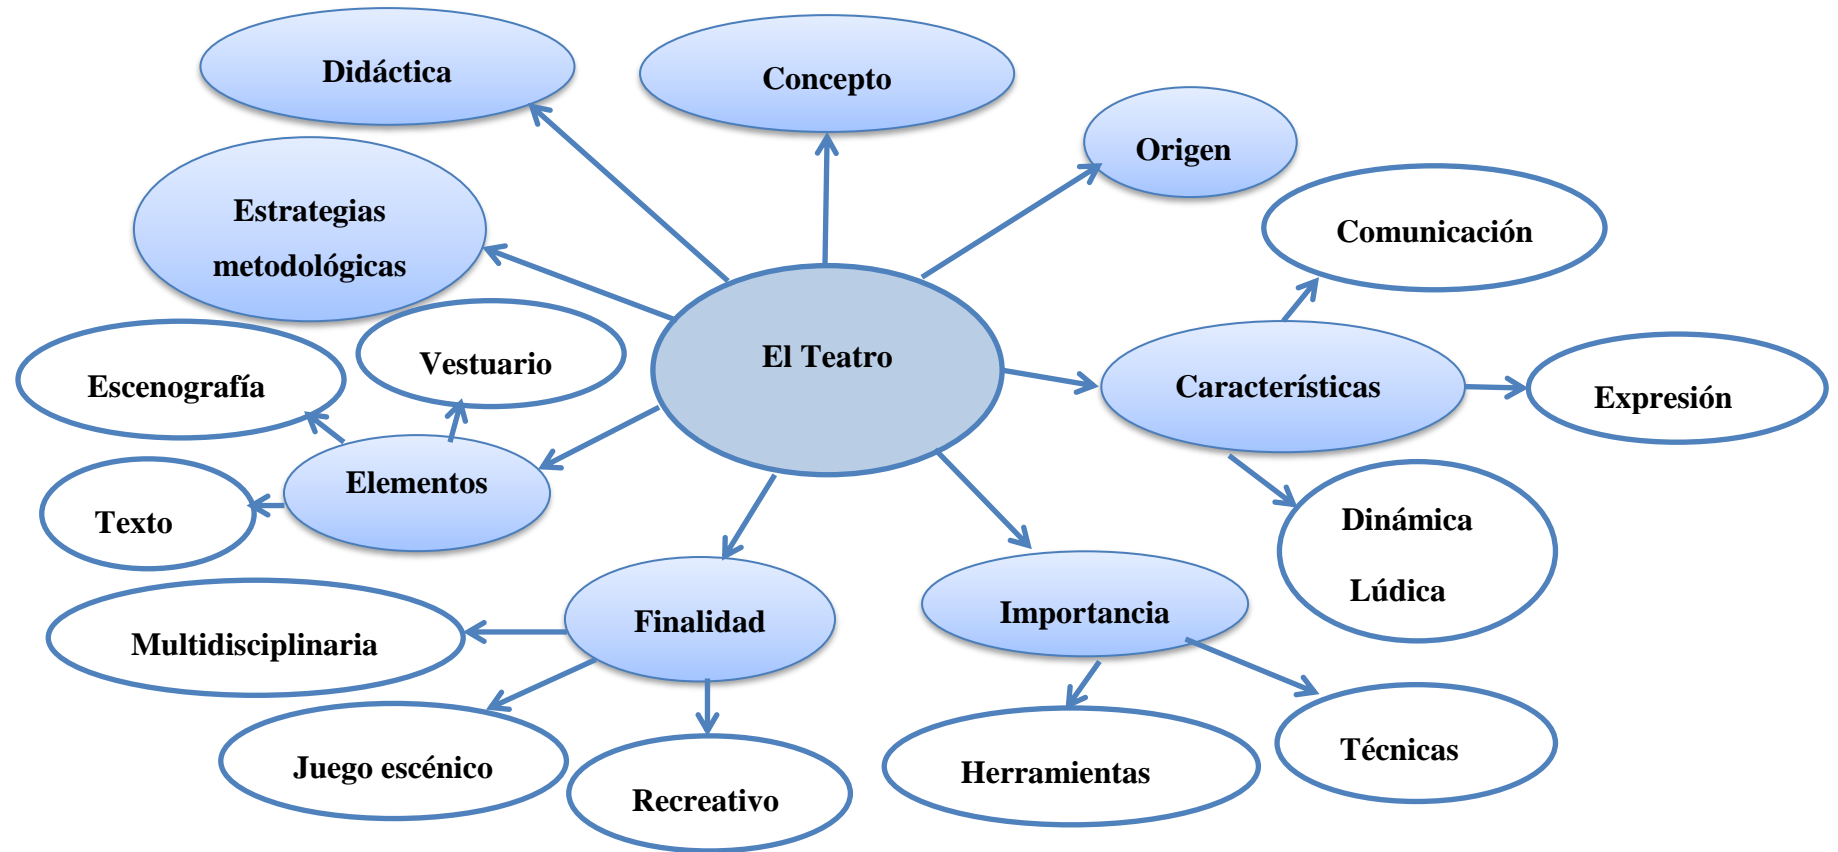 Didáctica
Concepto
Origen
Estrategias
metodológicas
Comunicación
Vestuario
El Teatro
Escenografía
Características
Expresión
Elementos
Texto
Dinámica
Lúdica
Finalidad
Importancia
Multidisciplinaria
Juego escénico
Recreativo
Herramientas
Técnicas